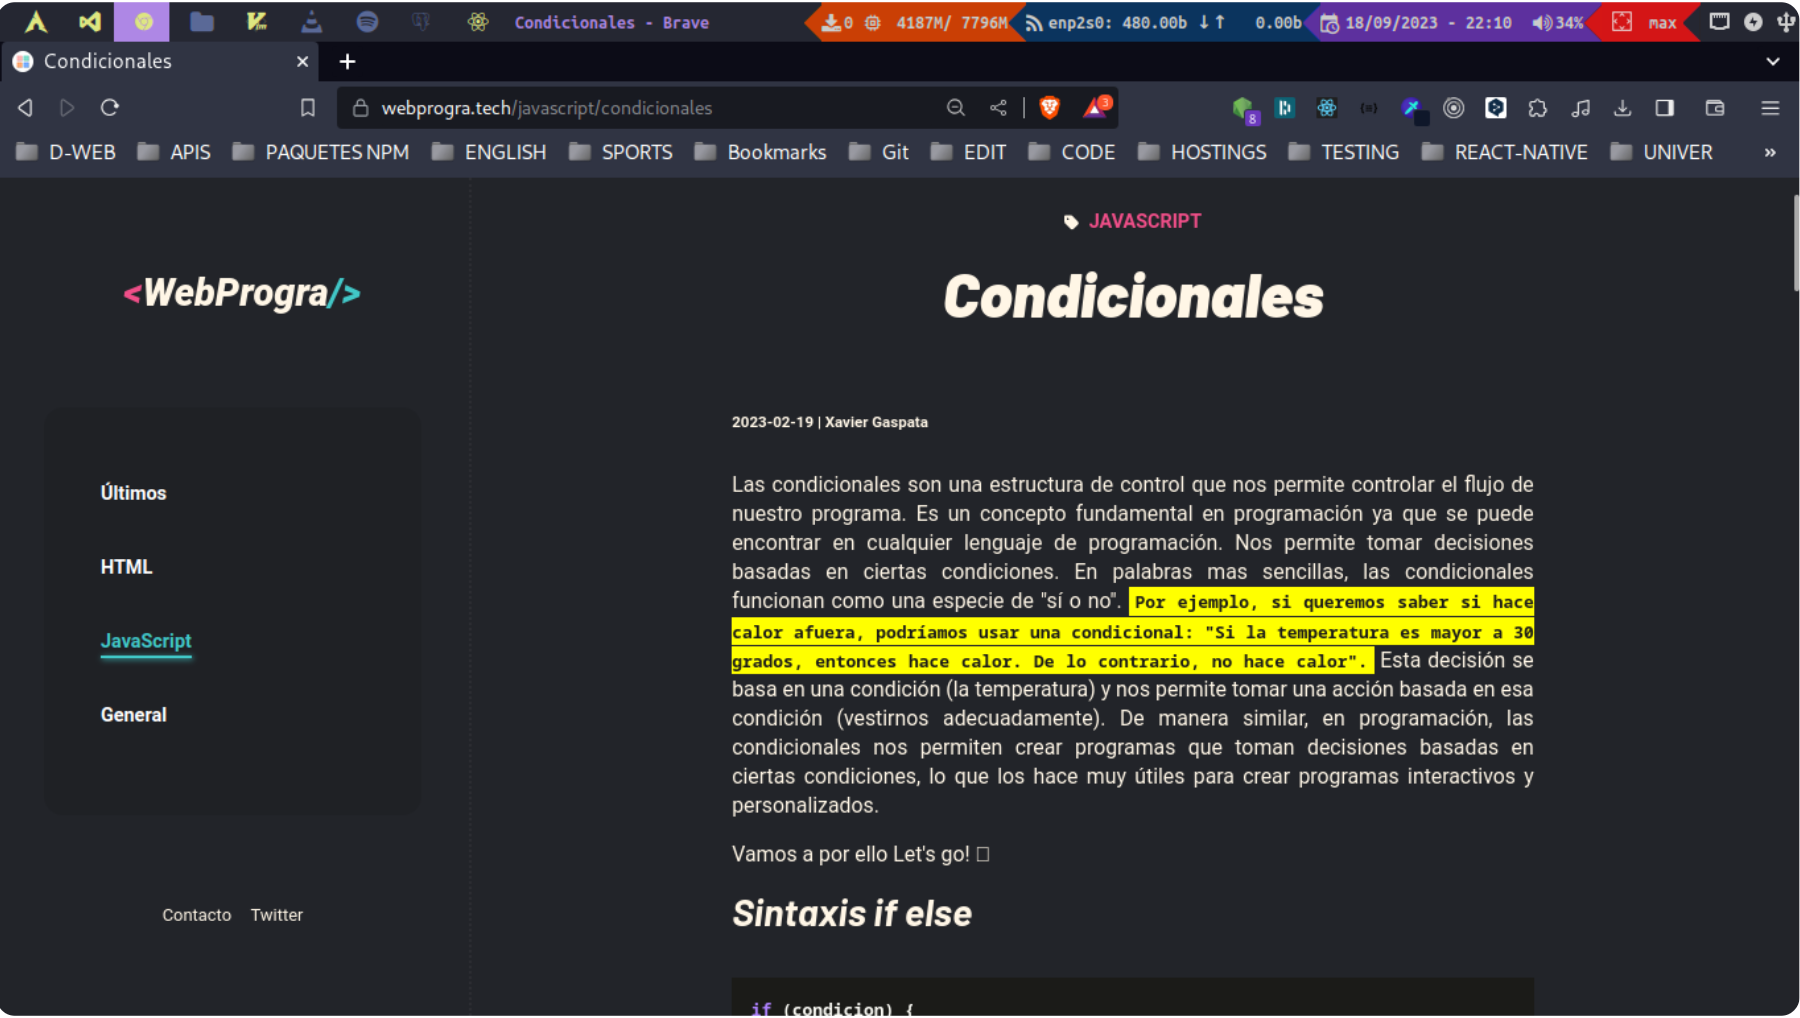 Condicionales - Brave
0
4187M/ 7796M
enp2s0: 480.00b ↓↑ 0.00b
18/09/2023 - 22:10
34%
max
Condicionales
webprogra.tech/javascript/condicionales
3
8
D-WEB
APIS
PAQUETES NPM
ENGLISH
SPORTS
Bookmarks
Git
EDIT
CODE
HOSTINGS
TESTING
REACT-NATIVE
UNIVER
»
<WebProgra/>
Últimos
HTML
JavaScript
General
Contacto Twitter
JAVASCRIPT
Condicionales
2023-02-19 | Xavier Gaspata
Las condicionales son una estructura de control que nos permite controlar el flujo de
nuestro programa. Es un concepto fundamental en programación ya que se puede
encontrar en cualquier lenguaje de programación. Nos permite tomar decisiones
basadas en ciertas condiciones. En palabras mas sencillas, las condicionales
funcionan como una especie de "sí o no". Por ejemplo, si queremos saber si hace
calor afuera, podríamos usar una condicional: "Si la temperatura es mayor a 30
grados, entonces hace calor. De lo contrario, no hace calor". Esta decisión se
basa en una condición (la temperatura) y nos permite tomar una acción basada en esa
condición (vestirnos adecuadamente). De manera similar, en programación, las
condicionales nos permiten crear programas que toman decisiones basadas en
ciertas condiciones, lo que los hace muy útiles para crear programas interactivos y
personalizados.
Vamos a por ello Let's go!
Sintaxis if else
if (condicion) {